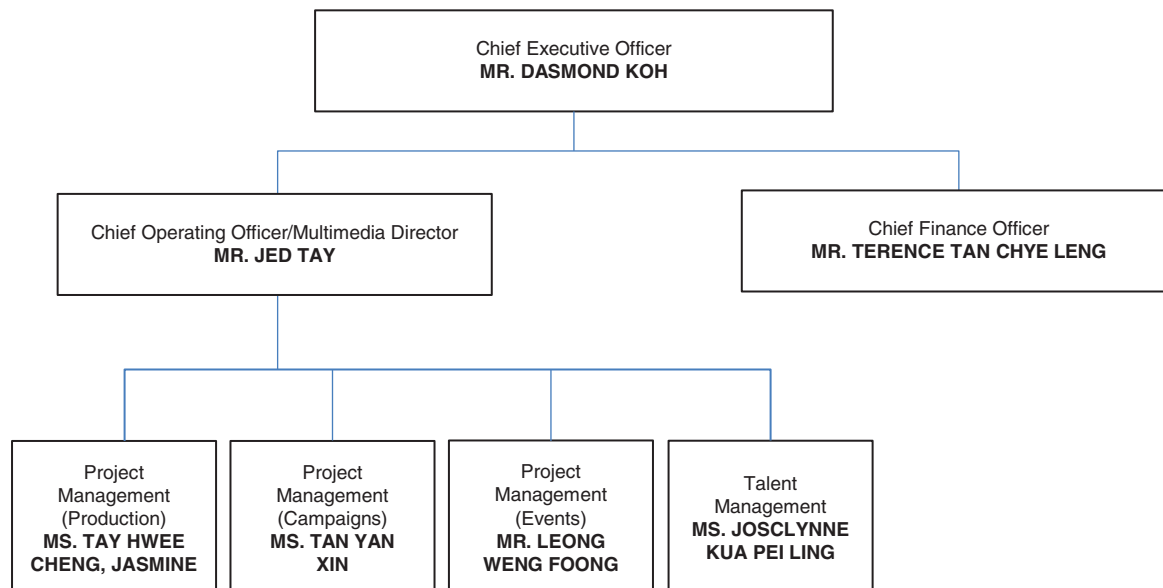 Chief Executive Officer
MR. DASMOND KOH
Chief Operating Officer/Multimedia Director
MR. JED TAY
Chief Finance Officer
MR. TERENCE TAN CHYE LENG
Project
Management
(Production)
MS. TAY HWEE
CHENG, JASMINE
Project
Management
(Campaigns)
MS. TAN YAN
XIN
Project
Management
(Events)
MR. LEONG
WENG FOONG
Talent
Management
MS. JOSCLYNNE
KUA PEI LING